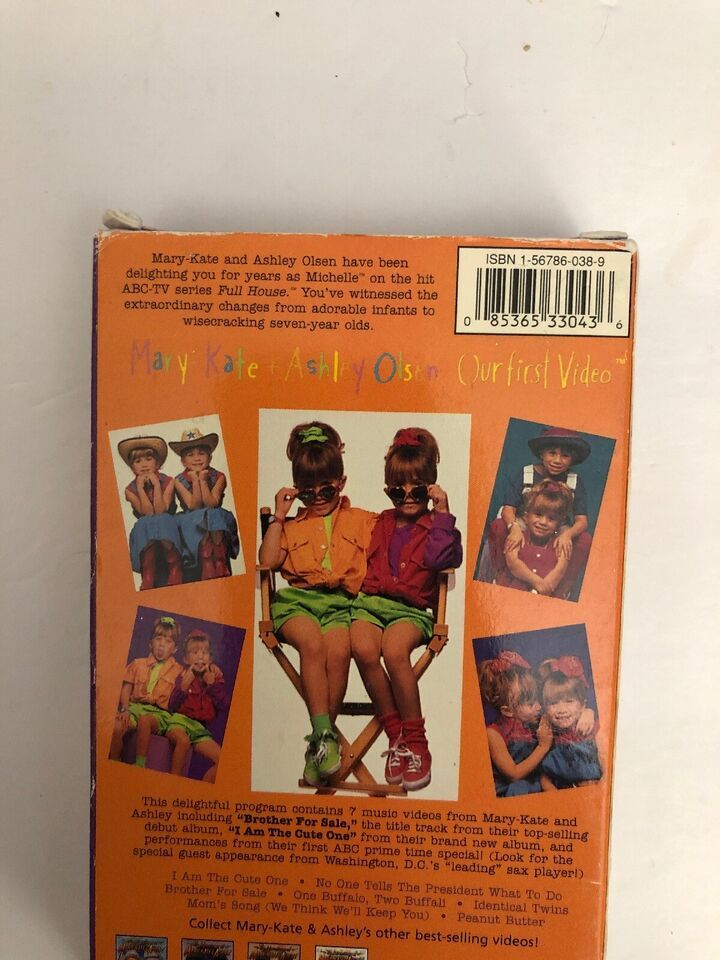 Mary-Kate and Ashley Olsen have been
delighting you for years as Michelle™ on the hit
ABC-TV series Full House.™ You've witnessed the
extraordinary changes from adorable infants to
wisecracking seven-year olds.
ISBN 1-56786-038-9
0 85365 33043 6
Mary-Kate + Ashley Olsen Our first Video™
This delightful program contains 7 music videos from Mary-Kate and
Ashley including "Brother For Sale," the title track from their top-selling
debut album, "I Am The Cute One" from their brand new album, and
performances from their first ABC prime time special! (Look for the
special guest appearance from Washington, D.C.'s "leading" sax player!)
I Am The Cute One • No One Tells The President What To Do
Brother For Sale • One Buffalo, Two Buffali • Identical Twins
Mom's Song (We Think We'll Keep You) • Peanut Butter
Collect Mary-Kate & Ashley's other best-selling videos!